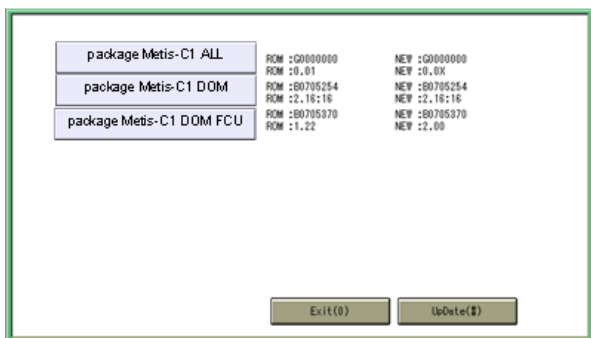 package Metis-C1 ALL
ROM :G0000000 NEW :G0000000
ROM :0.01 NEW :0.0X
package Metis-C1 DOM
ROM :B0705254 NEW :B0705254
ROM :2.16:16 NEW :2.16:16
package Metis-C1 DOM FCU
ROM :B0705370 NEW :B0705370
ROM :1.22 NEW :2.00
Exit(0) UpDate(#)